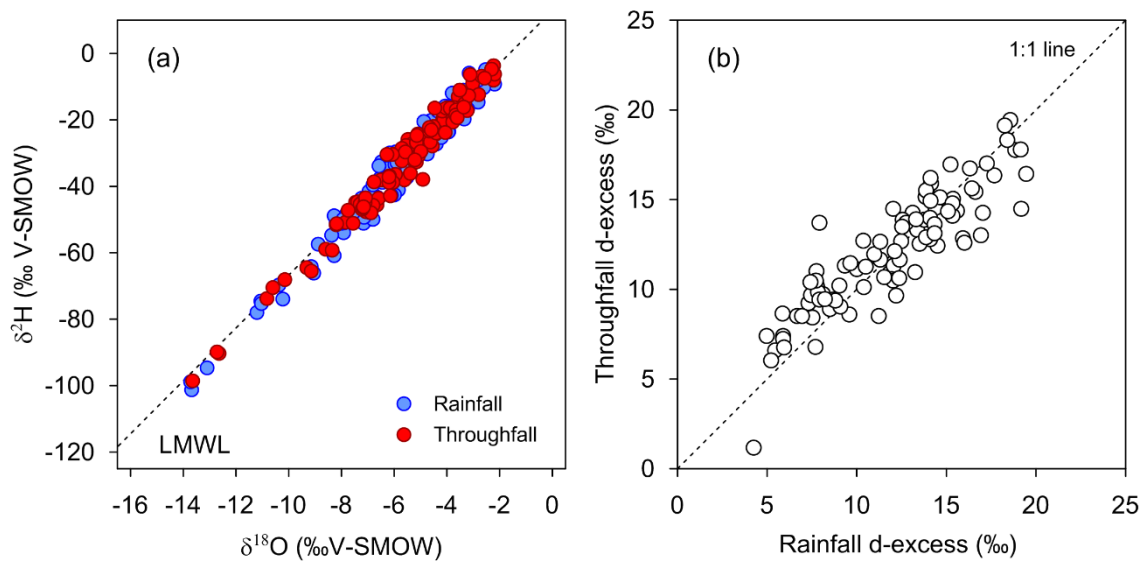 (a)
δ²H (‰ V-SMOW)
0
-20
-40
-60
-80
-100
-120
Rainfall
Throughfall
LMWL
-16 -14 -12 -10 -8 -6 -4 -2 0
δ¹⁸O (‰V-SMOW)
(b)
1:1 line
Throughfall d-excess (‰)
25
20
15
10
5
0
0 5 10 15 20 25
Rainfall d-excess (‰)